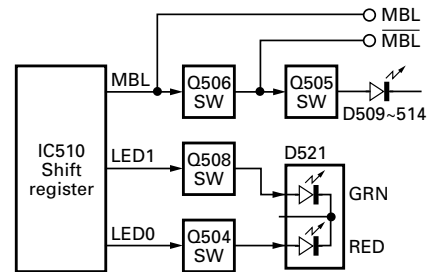 MBL
MBL
MBL
Q506
SW
Q505
SW
D509~514
IC510
Shift
register
LED1
Q508
SW
D521
GRN
LED0
Q504
SW
RED